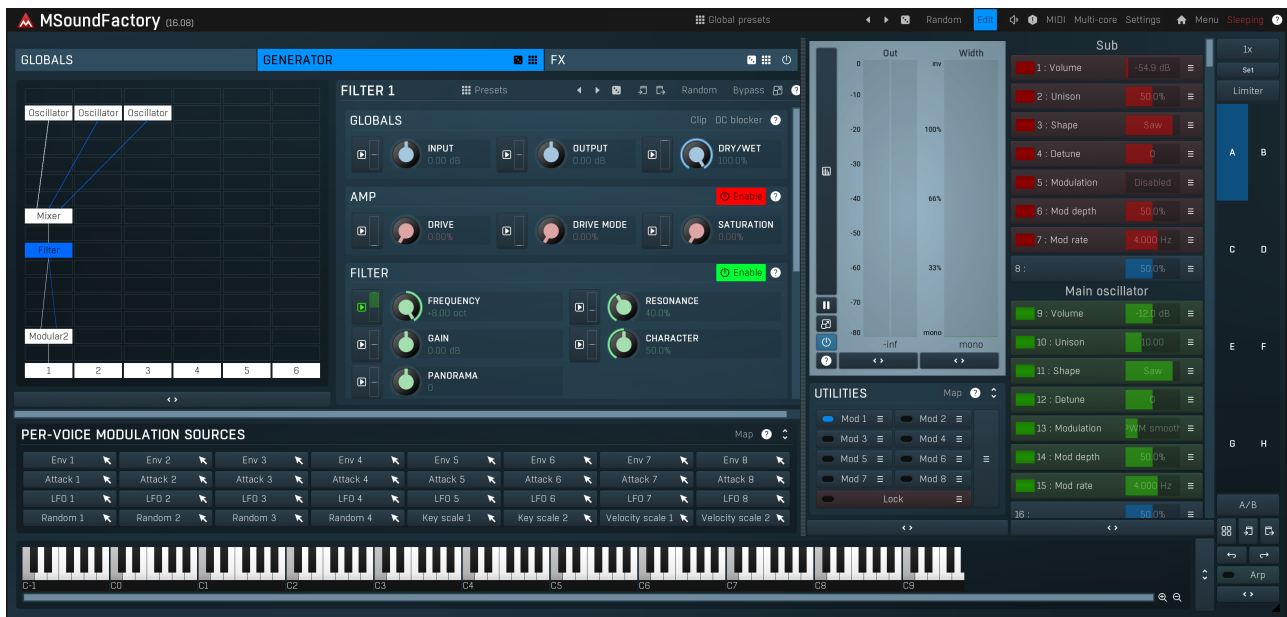 MSoundFactory (16.08)
Global presets
Random
Edit
MIDI Multi-core Settings
Menu Sleeping ?
GLOBALS
GENERATOR
FX
Oscillator Oscillator Oscillator
Mixer
Filter
Modular2
1 2 3 4 5 6
FILTER 1
Presets
Random Bypass ?
GLOBALS
Clip DC blocker ?
INPUT
0.00 dB
OUTPUT
0.00 dB
DRY/WET
100.0%
AMP
Enable ?
DRIVE
0.00%
DRIVE MODE
0.00%
SATURATION
0.00%
FILTER
Enable ?
FREQUENCY
+8.00 oct
RESONANCE
40.0%
GAIN
0.00 dB
CHARACTER
50.0%
PANORAMA
0
PER-VOICE MODULATION SOURCES
Map ?
Env 1 Env 2 Env 3 Env 4 Env 5 Env 6 Env 7 Env 8
Attack 1 Attack 2 Attack 3 Attack 4 Attack 5 Attack 6 Attack 7 Attack 8
LFO 1 LFO 2 LFO 3 LFO 4 LFO 5 LFO 6 LFO 7 LFO 8
Random 1 Random 2 Random 3 Random 4 Key scale 1 Key scale 2 Velocity scale 1 Velocity scale 2
Out Width
0 inv
-10
-20 100%
-30
-40 66%
-50
-60 33%
-70
-80 mono
-inf mono
?
UTILITIES
Map ?
Mod 1 Mod 2
Mod 3 Mod 4
Mod 5 Mod 6
Mod 7 Mod 8
Lock
Sub
1 : Volume -54.9 dB
2 : Unison 50.0%
3 : Shape Saw
4 : Detune 0
5 : Modulation Disabled
6 : Mod depth 50.0%
7 : Mod rate 4.000 Hz
8 : 50.0%
Main oscillator
9 : Volume -12.0 dB
10 : Unison 10.00
11 : Shape Saw
12 : Detune 0
13 : Modulation PWM smooth
14 : Mod depth 50.0%
15 : Mod rate 4.000 Hz
16 : 50.0%
1x
Set
Limiter
A B
C D
E F
G H
A/B
Arp
C-1 C0 C1 C2 C3 C4 C5 C6 C7 C8 C9